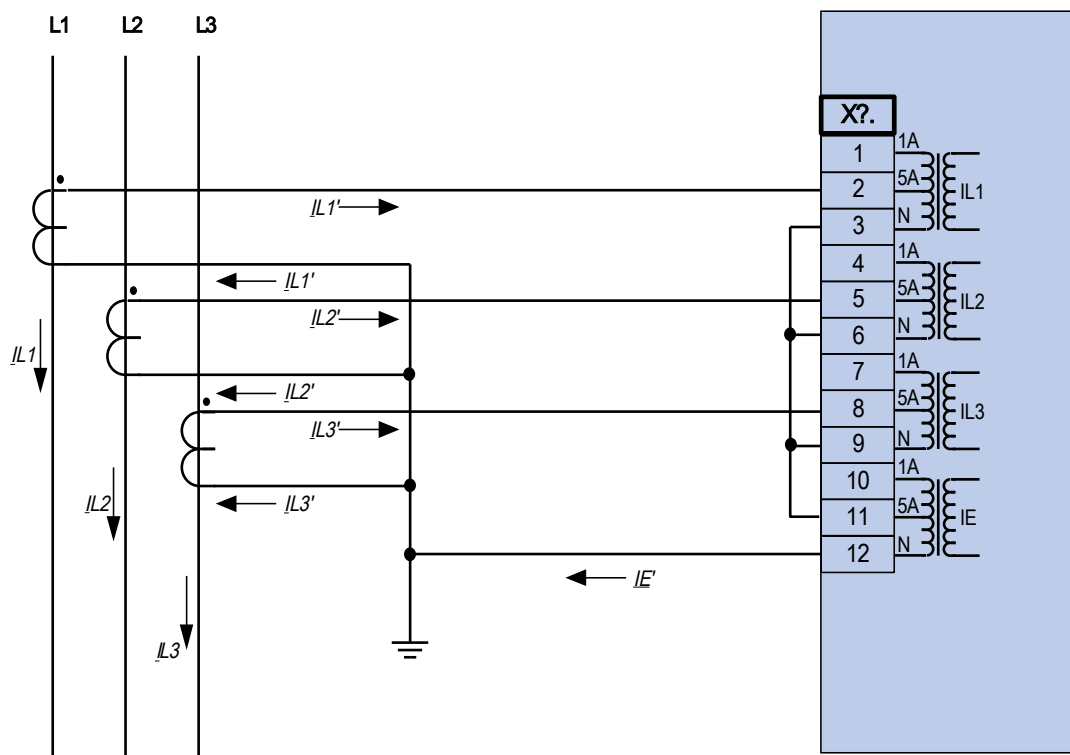 L1 L2 L3
X?.
1 1A
2 5A IL1
3 N
4 1A
5 5A IL2
6 N
7 1A
8 5A IL3
9 N
10 1A
11 5A IE
12 N
IL1'
IL1'
IL2'
IL1
IL2'
IL3'
IL2
IL3'
IE'
IL3